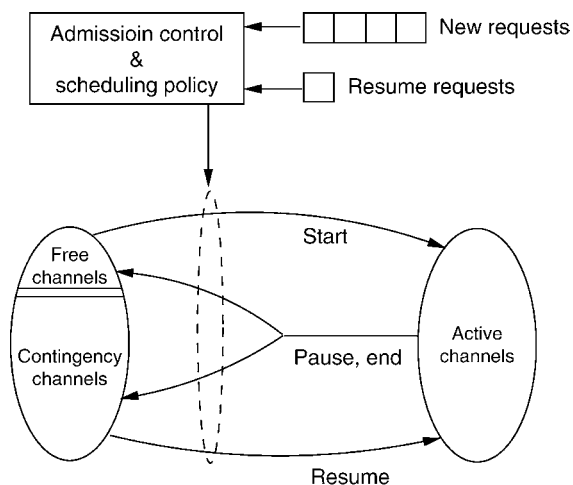 Admissioin control
&
scheduling policy
New requests
Resume requests
Start
Free
channels
Pause, end
Active
channels
Contingency
channels
Resume